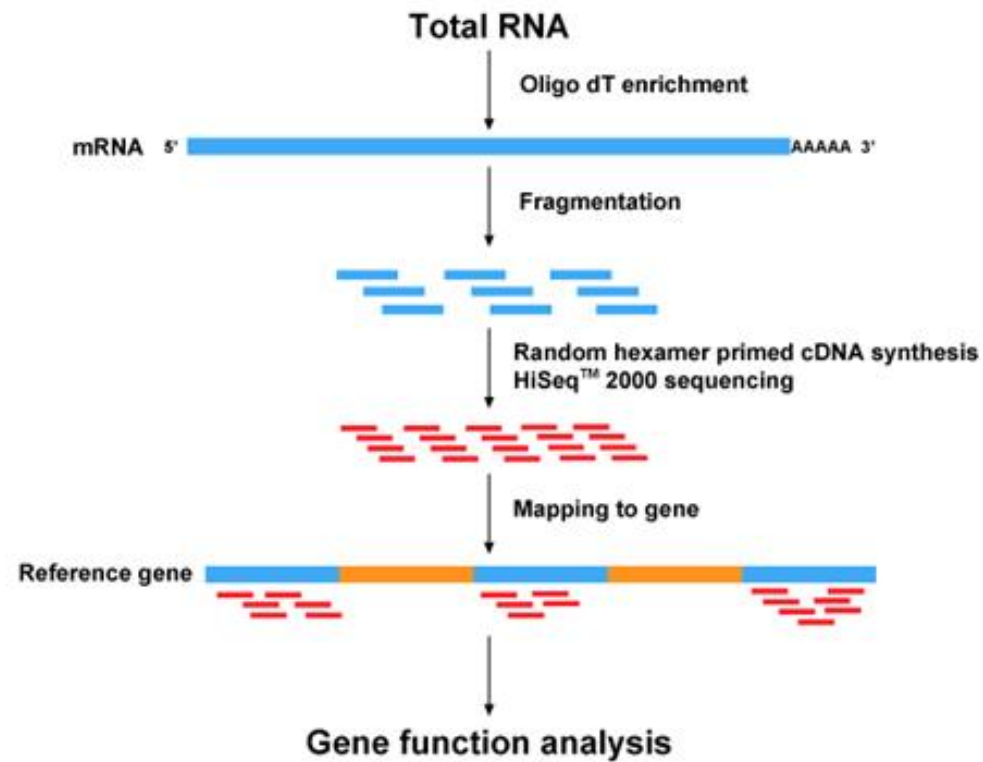 Total RNA
Oligo dT enrichment
mRNA 5' AAAAA 3'
Fragmentation
Random hexamer primed cDNA synthesis
HiSeq™ 2000 sequencing
Mapping to gene
Reference gene
Gene function analysis